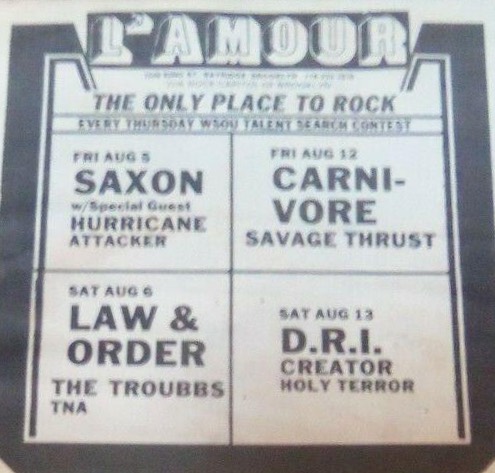 L'AMOUR
THE ONLY PLACE TO ROCK
EVERY THURSDAY WSOU TALENT SEARCH CONTEST
FRI AUG 5
SAXON
w/Special Guest
HURRICANE
ATTACKER
FRI AUG 12
CARNI-
VORE
SAVAGE THRUST
SAT AUG 6
LAW &
ORDER
THE TROUBBS
TNA
SAT AUG 13
D.R.I.
CREATOR
HOLY TERROR